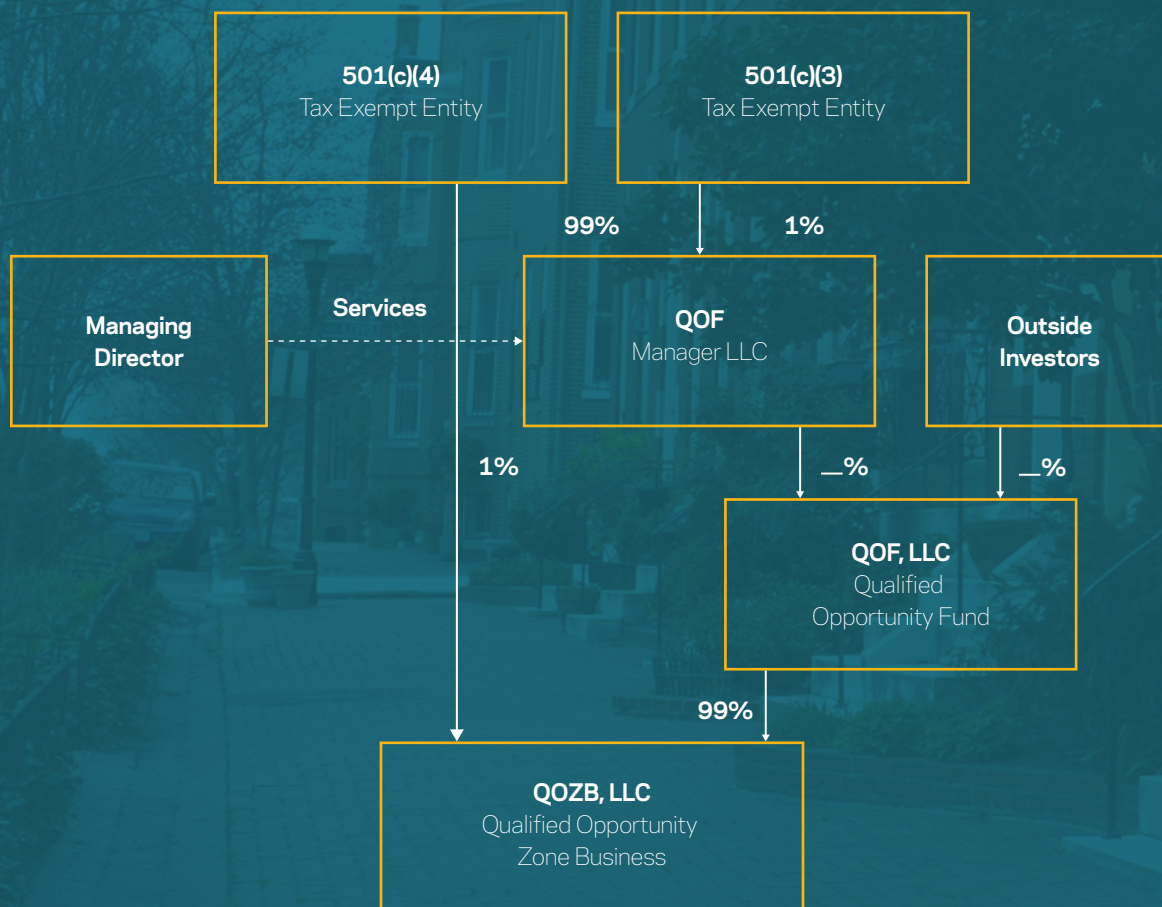 501(c)(4)
Tax Exempt Entity
501(c)(3)
Tax Exempt Entity
99%
1%
Managing
Director
Services
QOF
Manager LLC
Outside
Investors
1%
__%
__%
QOF, LLC
Qualified
Opportunity Fund
99%
QOZB, LLC
Qualified Opportunity
Zone Business